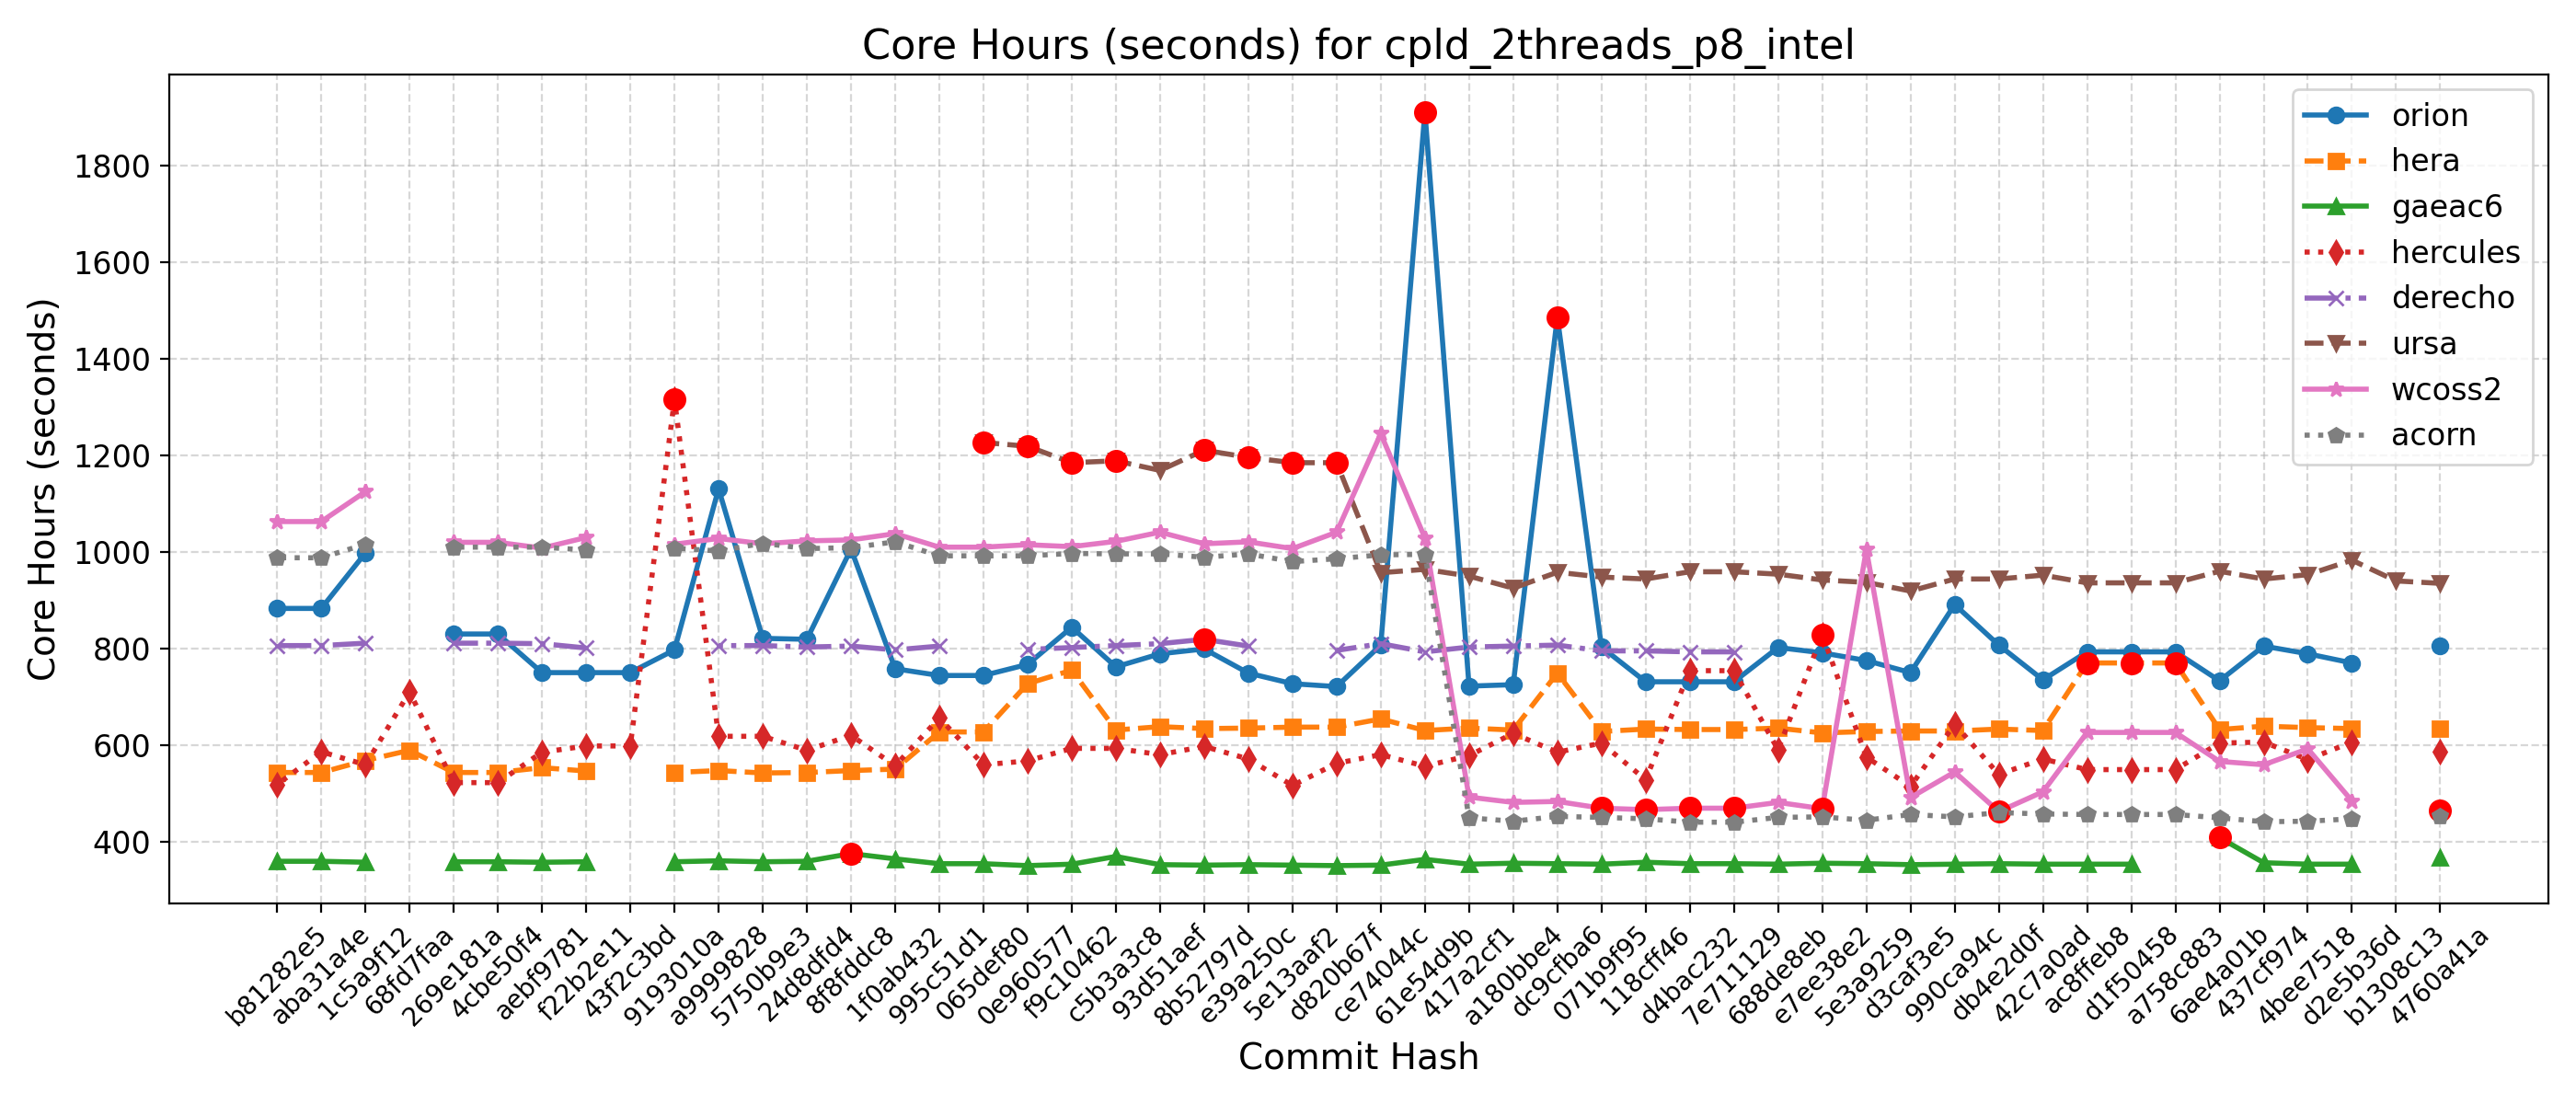 Core Hours (seconds) for cpld_2threads_p8_intel
Core Hours (seconds)
1800
1600
1400
1200
1000
800
600
400
orion
hera
gaeac6
hercules
derecho
ursa
wcoss2
acorn
b81282e5
aba31a4e
1c5a9f12
68fd7faa
269e181a
4cbe50f4
aebf9781
f22b2e11
43f2c3bd
9193010a
a9999828
5750b9e3
24d8dfd4
8f8fddc8
1f0ab432
995c51d1
065def80
0e960577
f9c10462
c5b3a3c8
93d51aef
8b52797d
e39a250c
5e13aaf2
d820b67f
ce74044c
61e54d9b
417a2cf1
a180bbe4
dc9cfba6
071b9f95
118cff46
d4bac232
7e711129
688de8eb
e7ee38e2
5e3a9259
d3caf3e5
990ca94c
db4e2d0f
42c7a0ad
ac8ffeb8
d1f50458
a758c883
6ae4a01b
437cf974
4bee7518
d2e5b36d
b1308c13
4760a41a
Commit Hash